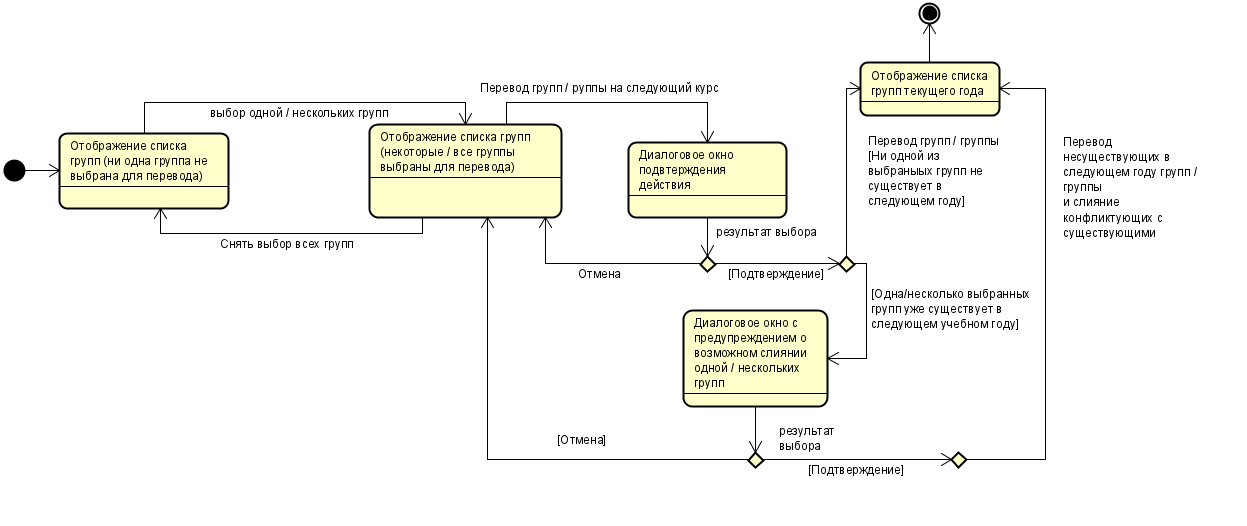 Отображение списка
групп (ни одна группа не
выбрана для перевода)
выбор одной / нескольких групп
Снять выбор всех групп
Отображение списка групп
(некоторые / все группы
выбраны для перевода)
Перевод групп / руппы на следующий курс
Диалоговое окно
подвтерждения
действия
результат выбора
Отмена
[Подтверждение]
Отображение списка
групп текущего года
Перевод групп / группы
[Ни одной из
выбраныых групп не
существует в
следующем году]
Перевод
несуществующих в
следующем году групп /
группы
и слияние
конфликтующих с
существующими
[Одна/несколько выбранных
групп уже существует в
следующем учебном году]
Диалоговое окно с
предупреждением о
возможном слиянии
одной / нескольких
групп
результат
выбора
[Отмена]
[Подтверждение]